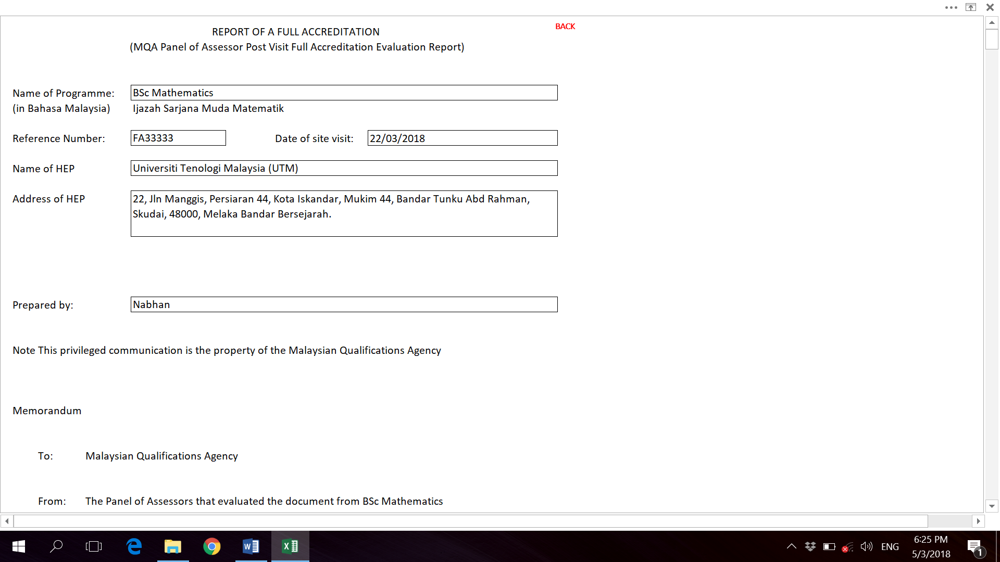 BACK
REPORT OF A FULL ACCREDITATION
(MQA Panel of Assessor Post Visit Full Accreditation Evaluation Report)
Name of Programme: BSc Mathematics
(in Bahasa Malaysia) Ijazah Sarjana Muda Matematik
Reference Number: FA33333 Date of site visit: 22/03/2018
Name of HEP Universiti Tenologi Malaysia (UTM)
Address of HEP 22, Jln Manggis, Persiaran 44, Kota Iskandar, Mukim 44, Bandar Tunku Abd Rahman,
Skudai, 48000, Melaka Bandar Bersejarah.
Prepared by: Nabhan
Note This privileged communication is the property of the Malaysian Qualifications Agency
Memorandum
To: Malaysian Qualifications Agency
From: The Panel of Assessors that evaluated the document from BSc Mathematics
ENG
6:25 PM
5/3/2018
1